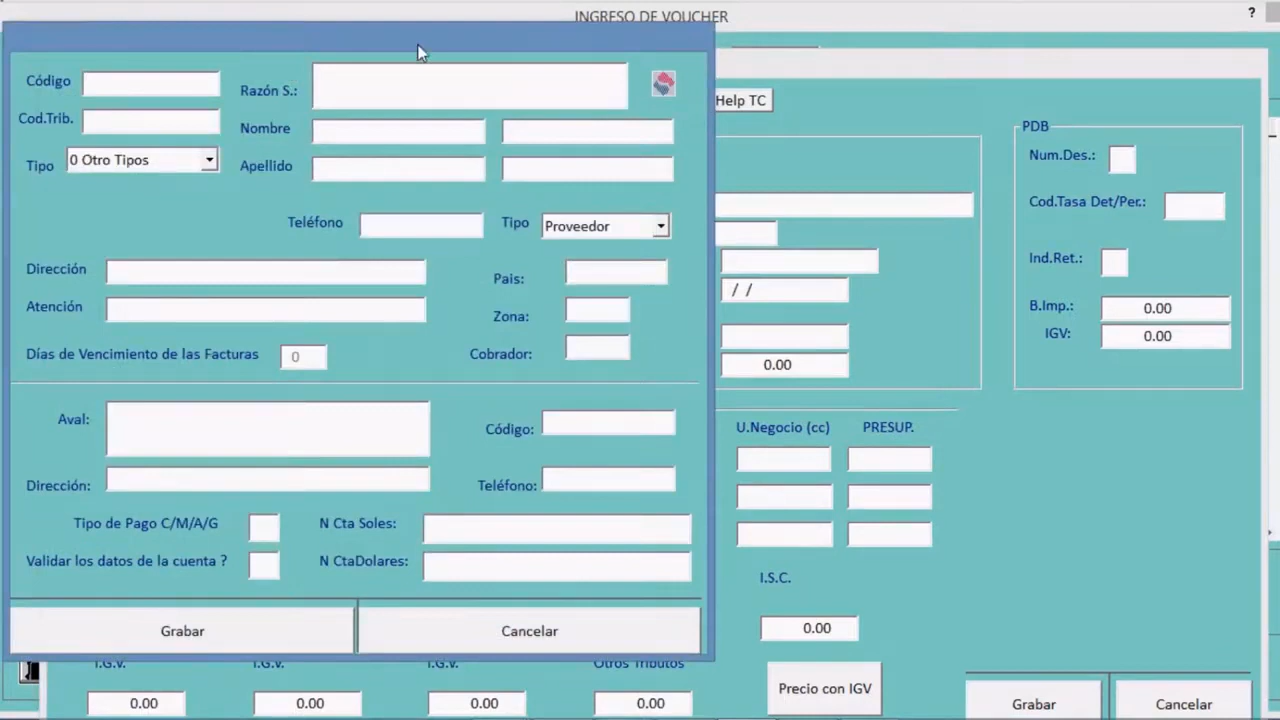 INGRESO DE VOUCHER
?
Código
Razón S.:
Help TC
Cod.Trib.
Nombre
PDB
Tipo
0 Otro Tipos
Apellido
Num.Des.:
Cod.Tasa Det/Per.:
Teléfono
Tipo
Proveedor
Dirección
Pais:
Ind.Ret.:
/ /
Atención
Zona:
B.Imp.:
0.00
IGV:
0.00
Días de Vencimiento de las Facturas
0
Cobrador:
0.00
Aval:
Código:
U.Negocio (cc)
PRESUP.
Dirección:
Teléfono:
Tipo de Pago C/M/A/G
N Cta Soles:
Validar los datos de la cuenta ?
N CtaDolares:
I.S.C.
0.00
Grabar
Cancelar
I.G.V.
I.G.V.
I.G.V.
Otros Tributos
Precio con IGV
0.00
0.00
0.00
0.00
Grabar
Cancelar